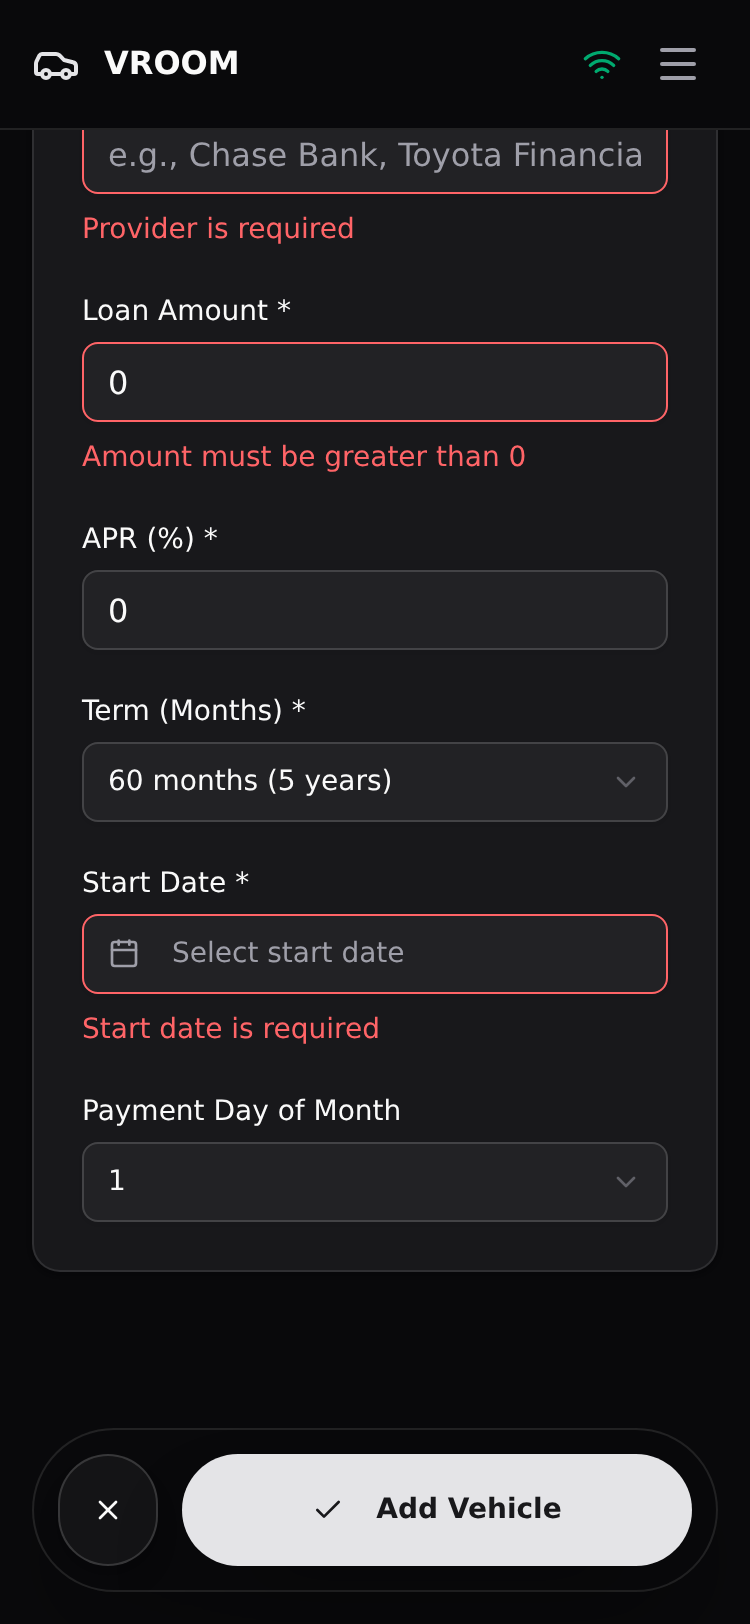 VROOM
e.g., Chase Bank, Toyota Financia
Provider is required
Loan Amount *
0
Amount must be greater than 0
APR (%) *
0
Term (Months) *
60 months (5 years)
Start Date *
Select start date
Start date is required
Payment Day of Month
1
Add Vehicle